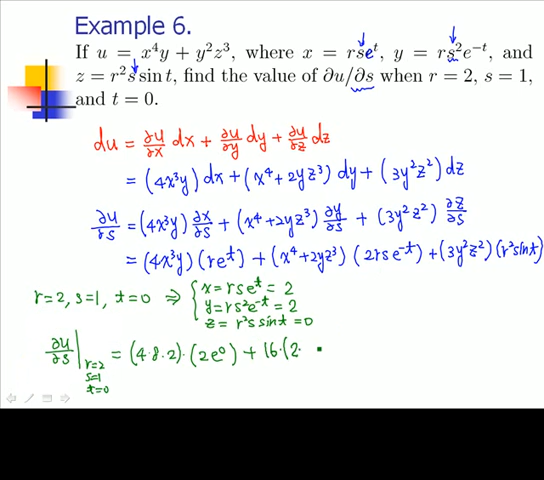 Example 6.
If u = x⁴y + y²z³, where x = rse^t, y = rs²e^{-t}, and
z = r²s sin t, find the value of ∂u/∂s when r = 2, s = 1,
and t = 0.
du = ∂u/∂x dx + ∂u/∂y dy + ∂u/∂z dz
= (4x³y) dx + (x⁴ + 2yz³) dy + (3y²z²) dz
∂u/∂s = (4x³y) ∂x/∂s + (x⁴ + 2yz³) ∂y/∂s + (3y²z²) ∂z/∂s
= (4x³y)(re^t) + (x⁴ + 2yz³)(2rse^{-t}) + (3y²z²)(r² sin t)
r=2, s=1, t=0 ⇒ { x = rse^t = 2
y = rs²e^{-t} = 2
z = r²s sin t = 0
∂u/∂s | r=2 s=1 t=0 = (4·8·2)·(2e⁰) + 16·(2·